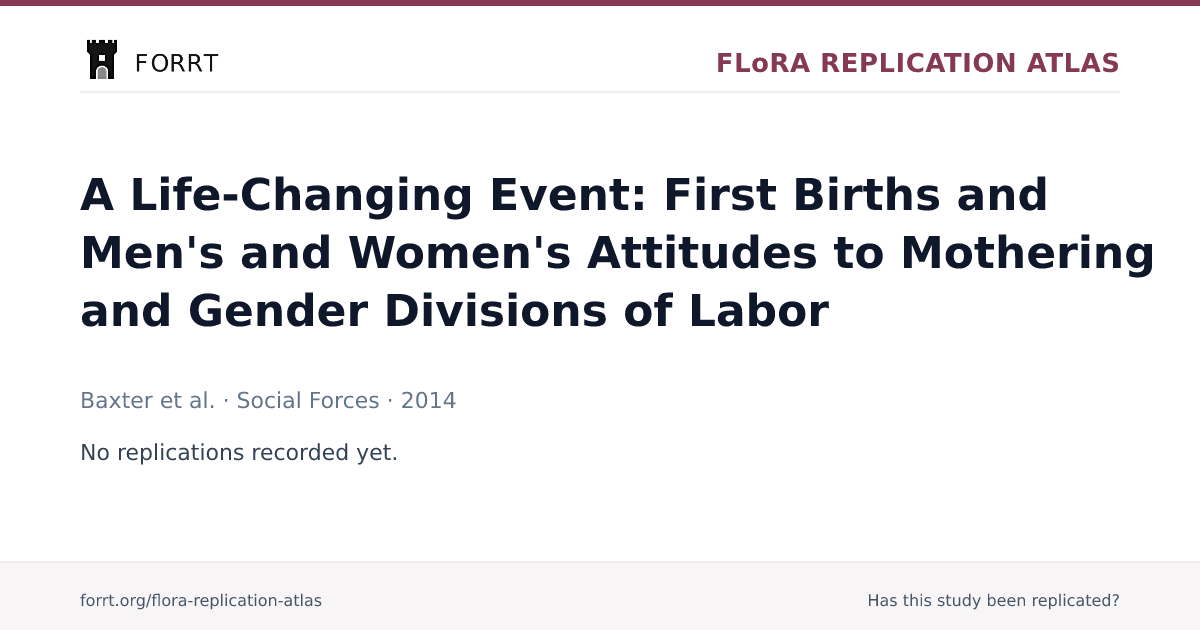 FORRT
FLoRA REPLICATION ATLAS
A Life-Changing Event: First Births and
Men's and Women's Attitudes to Mothering
and Gender Divisions of Labor
Baxter et al. · Social Forces · 2014
No replications recorded yet.
forrt.org/flora-replication-atlas
Has this study been replicated?